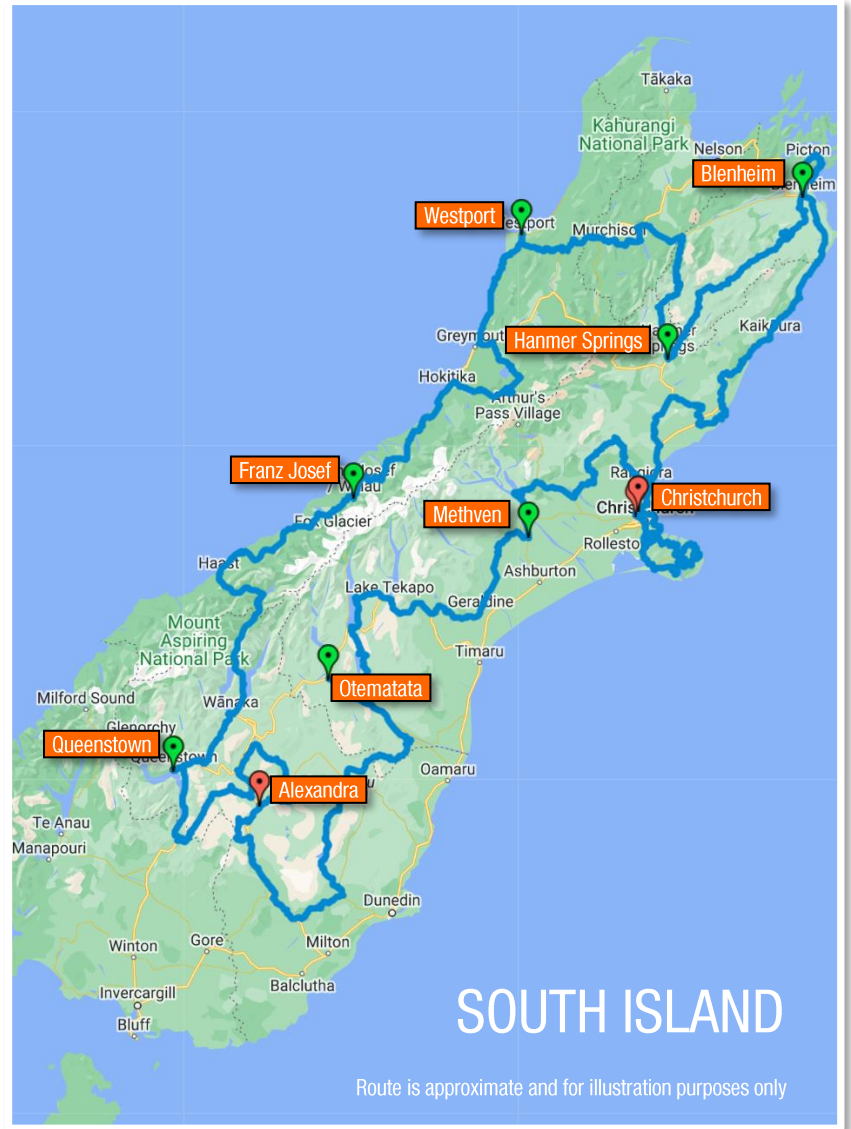 Tākaka
Kahurangi
National Park
Nelson
Picton
Blenheim
Westport
Murchison
Kaikōura
Hanmer Springs
Greymouth
Hokitika
Arthur's
Pass Village
Franz Josef
Rangiora
Christchurch
Methven
Fox Glacier
Rollesto
Haast
Ashburton
Lake Tekapo
Geraldine
Mount
Aspiring
National Park
Timaru
Otematata
Milford Sound
Wānaka
Glenorchy
Queenstown
Oamaru
Alexandra
Te Anau
Manapouri
Dunedin
Gore
Winton
Milton
Balclutha
Invercargill
Bluff
SOUTH ISLAND
Route is approximate and for illustration purposes only